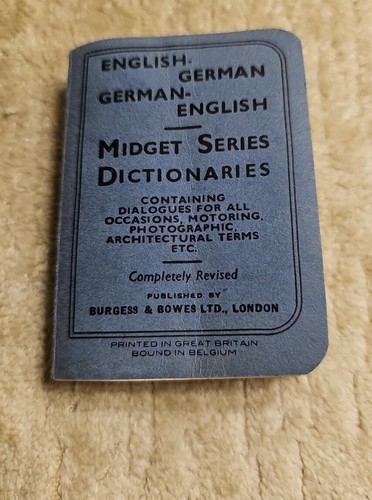 ENGLISH-
GERMAN
GERMAN-
ENGLISH
MIDGET SERIES
DICTIONARIES
CONTAINING
DIALOGUES FOR ALL
OCCASIONS, MOTORING,
PHOTOGRAPHIC,
ARCHITECTURAL TERMS
ETC.
Completely Revised
PUBLISHED BY
BURGESS & BOWES LTD., LONDON
PRINTED IN GREAT BRITAIN
BOUND IN BELGIUM